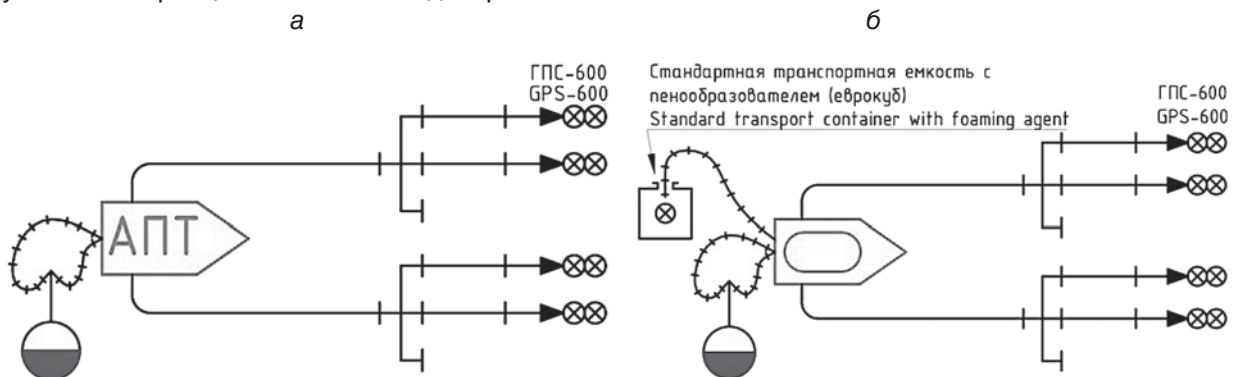 а
б
ГПС-600
GPS-600
АПТ
Стандартная транспортная емкость с
пенообразователем (еврокуб)
Standard transport container with foaming agent
ГПС-600
GPS-600